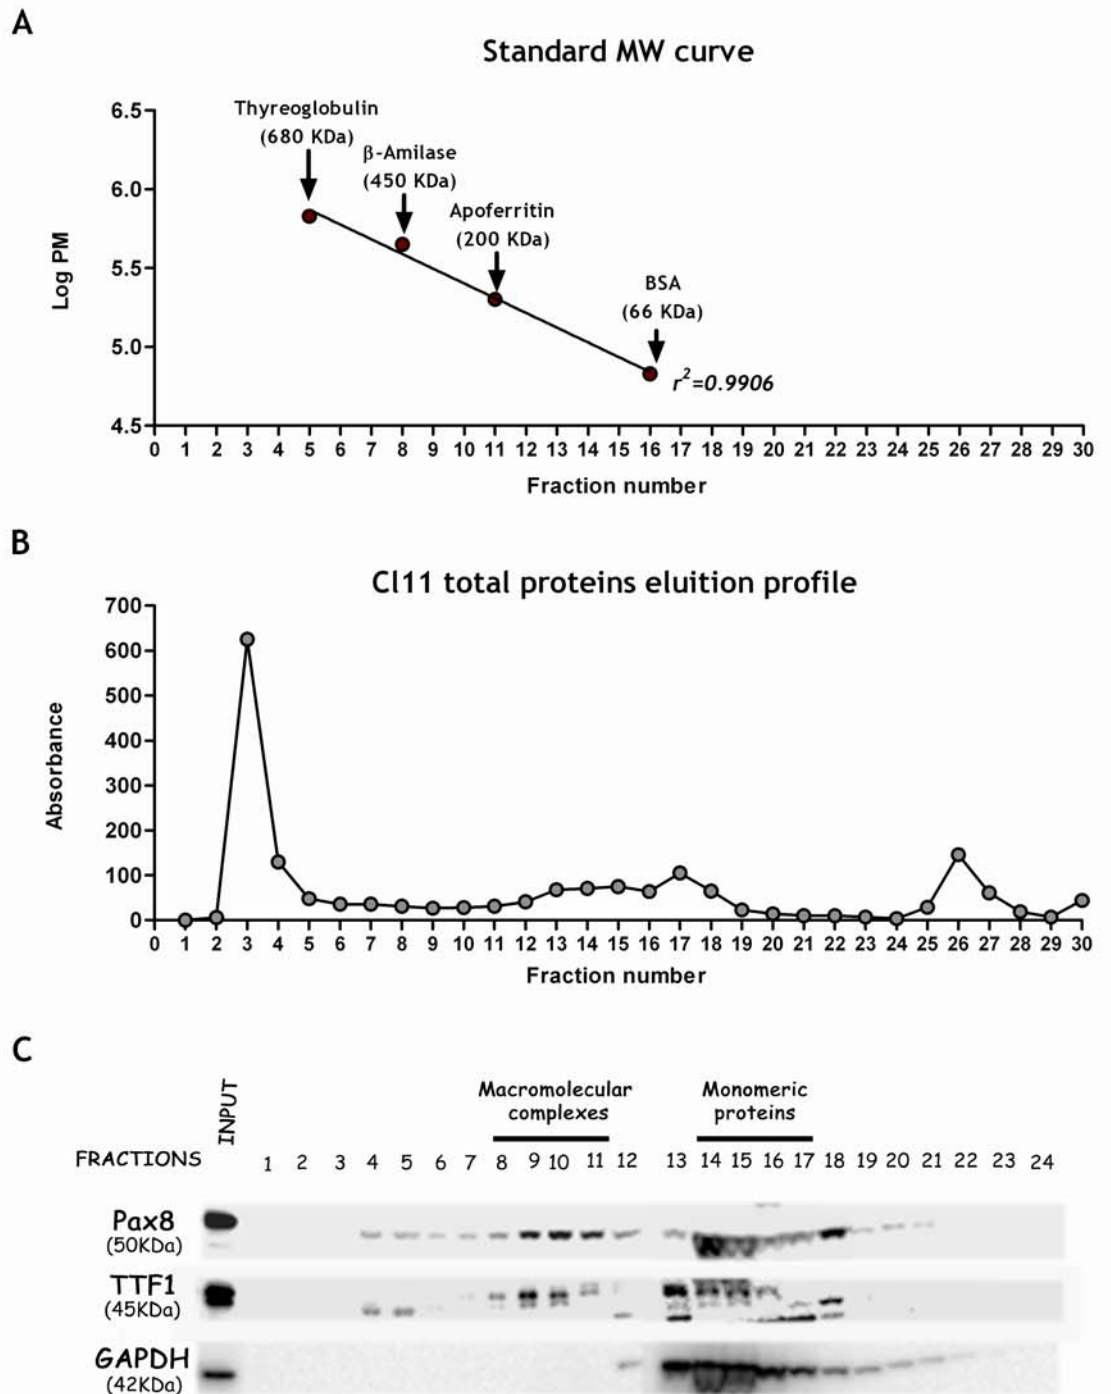 A
Standard MW curve
Thyreoglobulin
(680 KDa)
β-Amilase
(450 KDa)
Apoferritin
(200 KDa)
BSA
(66 KDa)
r²=0.9906
Log PM
6.5
6.0
5.5
5.0
4.5
0 1 2 3 4 5 6 7 8 9 10 11 12 13 14 15 16 17 18 19 20 21 22 23 24 25 26 27 28 29 30
Fraction number
B
Cl11 total proteins eluition profile
Absorbance
700
600
500
400
300
200
100
0
0 1 2 3 4 5 6 7 8 9 10 11 12 13 14 15 16 17 18 19 20 21 22 23 24 25 26 27 28 29 30
Fraction number
C
INPUT
Macromolecular
complexes
Monomeric
proteins
FRACTIONS 1 2 3 4 5 6 7 8 9 10 11 12 13 14 15 16 17 18 19 20 21 22 23 24
Pax8
(50KDa)
TTF1
(45KDa)
GAPDH
(42KDa)